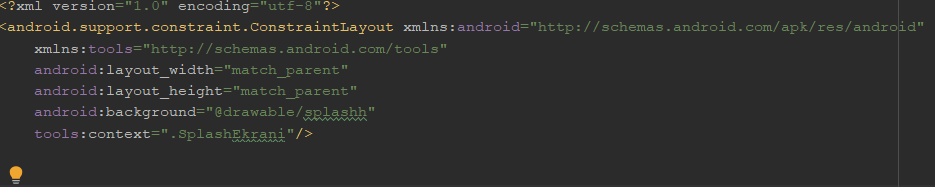 <?xml version="1.0" encoding="utf-8"?>
<android.support.constraint.ConstraintLayout xmlns:android="http://schemas.android.com/apk/res/android"
xmlns:tools="http://schemas.android.com/tools"
android:layout_width="match_parent"
android:layout_height="match_parent"
android:background="@drawable/splashh"
tools:context=".SplashEkrani"/>